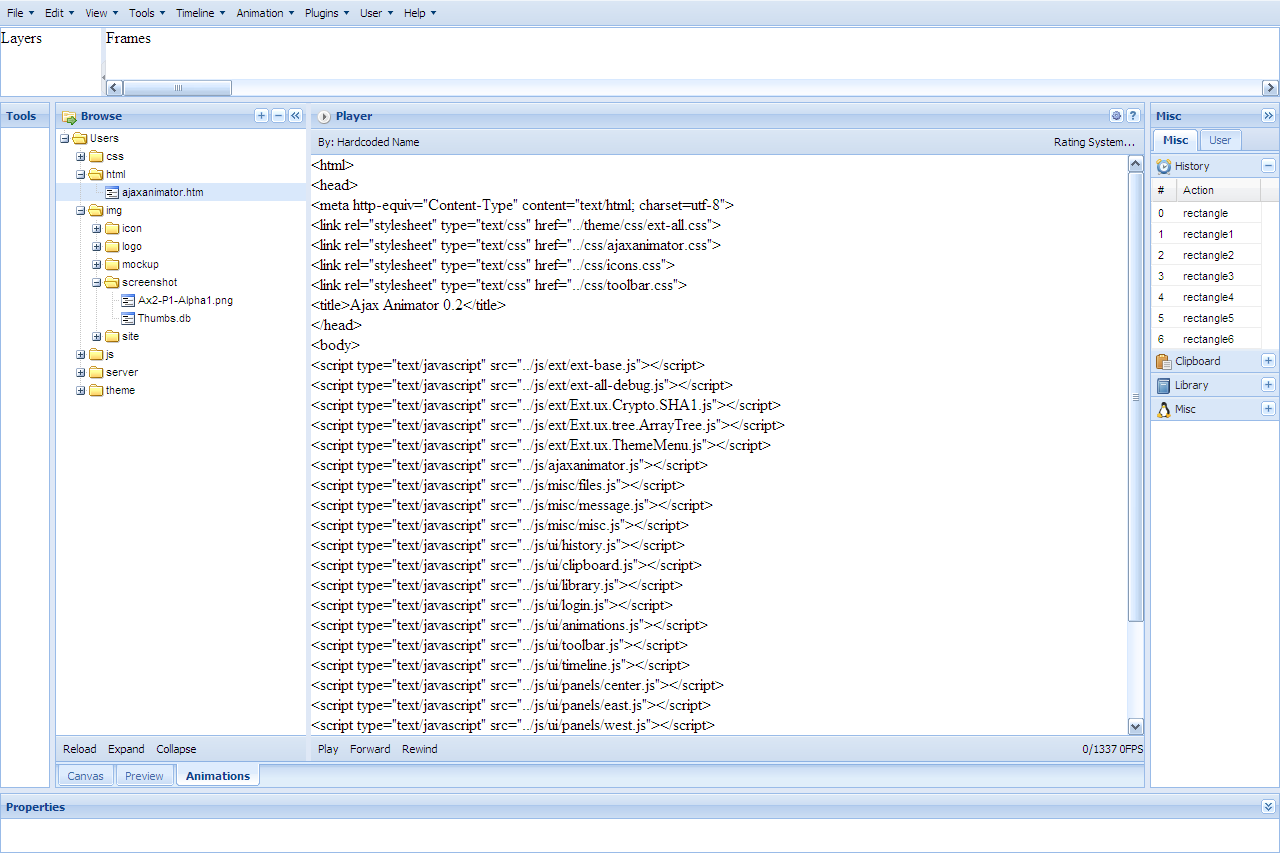 File Edit View Tools Timeline Animation Plugins User Help
Layers
Frames
Tools
Browse
Users
css
html
ajaxanimator.htm
img
icon
logo
mockup
screenshot
Ax2-P1-Alpha1.png
Thumbs.db
site
js
server
theme
Reload Expand Collapse
Player
By: Hardcoded Name Rating System...
<html>
<head>
<meta http-equiv="Content-Type" content="text/html; charset=utf-8">
<link rel="stylesheet" type="text/css" href="../theme/css/ext-all.css">
<link rel="stylesheet" type="text/css" href="../css/ajaxanimator.css">
<link rel="stylesheet" type="text/css" href="../css/icons.css">
<link rel="stylesheet" type="text/css" href="../css/toolbar.css">
<title>Ajax Animator 0.2</title>
</head>
<body>
<script type="text/javascript" src="../js/ext/ext-base.js"></script>
<script type="text/javascript" src="../js/ext/ext-all-debug.js"></script>
<script type="text/javascript" src="../js/ext/Ext.ux.Crypto.SHA1.js"></script>
<script type="text/javascript" src="../js/ext/Ext.ux.tree.ArrayTree.js"></script>
<script type="text/javascript" src="../js/ext/Ext.ux.ThemeMenu.js"></script>
<script type="text/javascript" src="../js/ajaxanimator.js"></script>
<script type="text/javascript" src="../js/misc/files.js"></script>
<script type="text/javascript" src="../js/misc/message.js"></script>
<script type="text/javascript" src="../js/misc/misc.js"></script>
<script type="text/javascript" src="../js/ui/history.js"></script>
<script type="text/javascript" src="../js/ui/clipboard.js"></script>
<script type="text/javascript" src="../js/ui/library.js"></script>
<script type="text/javascript" src="../js/ui/login.js"></script>
<script type="text/javascript" src="../js/ui/animations.js"></script>
<script type="text/javascript" src="../js/ui/toolbar.js"></script>
<script type="text/javascript" src="../js/ui/timeline.js"></script>
<script type="text/javascript" src="../js/ui/panels/center.js"></script>
<script type="text/javascript" src="../js/ui/panels/east.js"></script>
<script type="text/javascript" src="../js/ui/panels/west.js"></script>
Play Forward Rewind 0/1337 0FPS
Canvas Preview Animations
Misc
Misc User
History
# Action
0 rectangle
1 rectangle1
2 rectangle2
3 rectangle3
4 rectangle4
5 rectangle5
6 rectangle6
Clipboard
Library
Misc
Properties